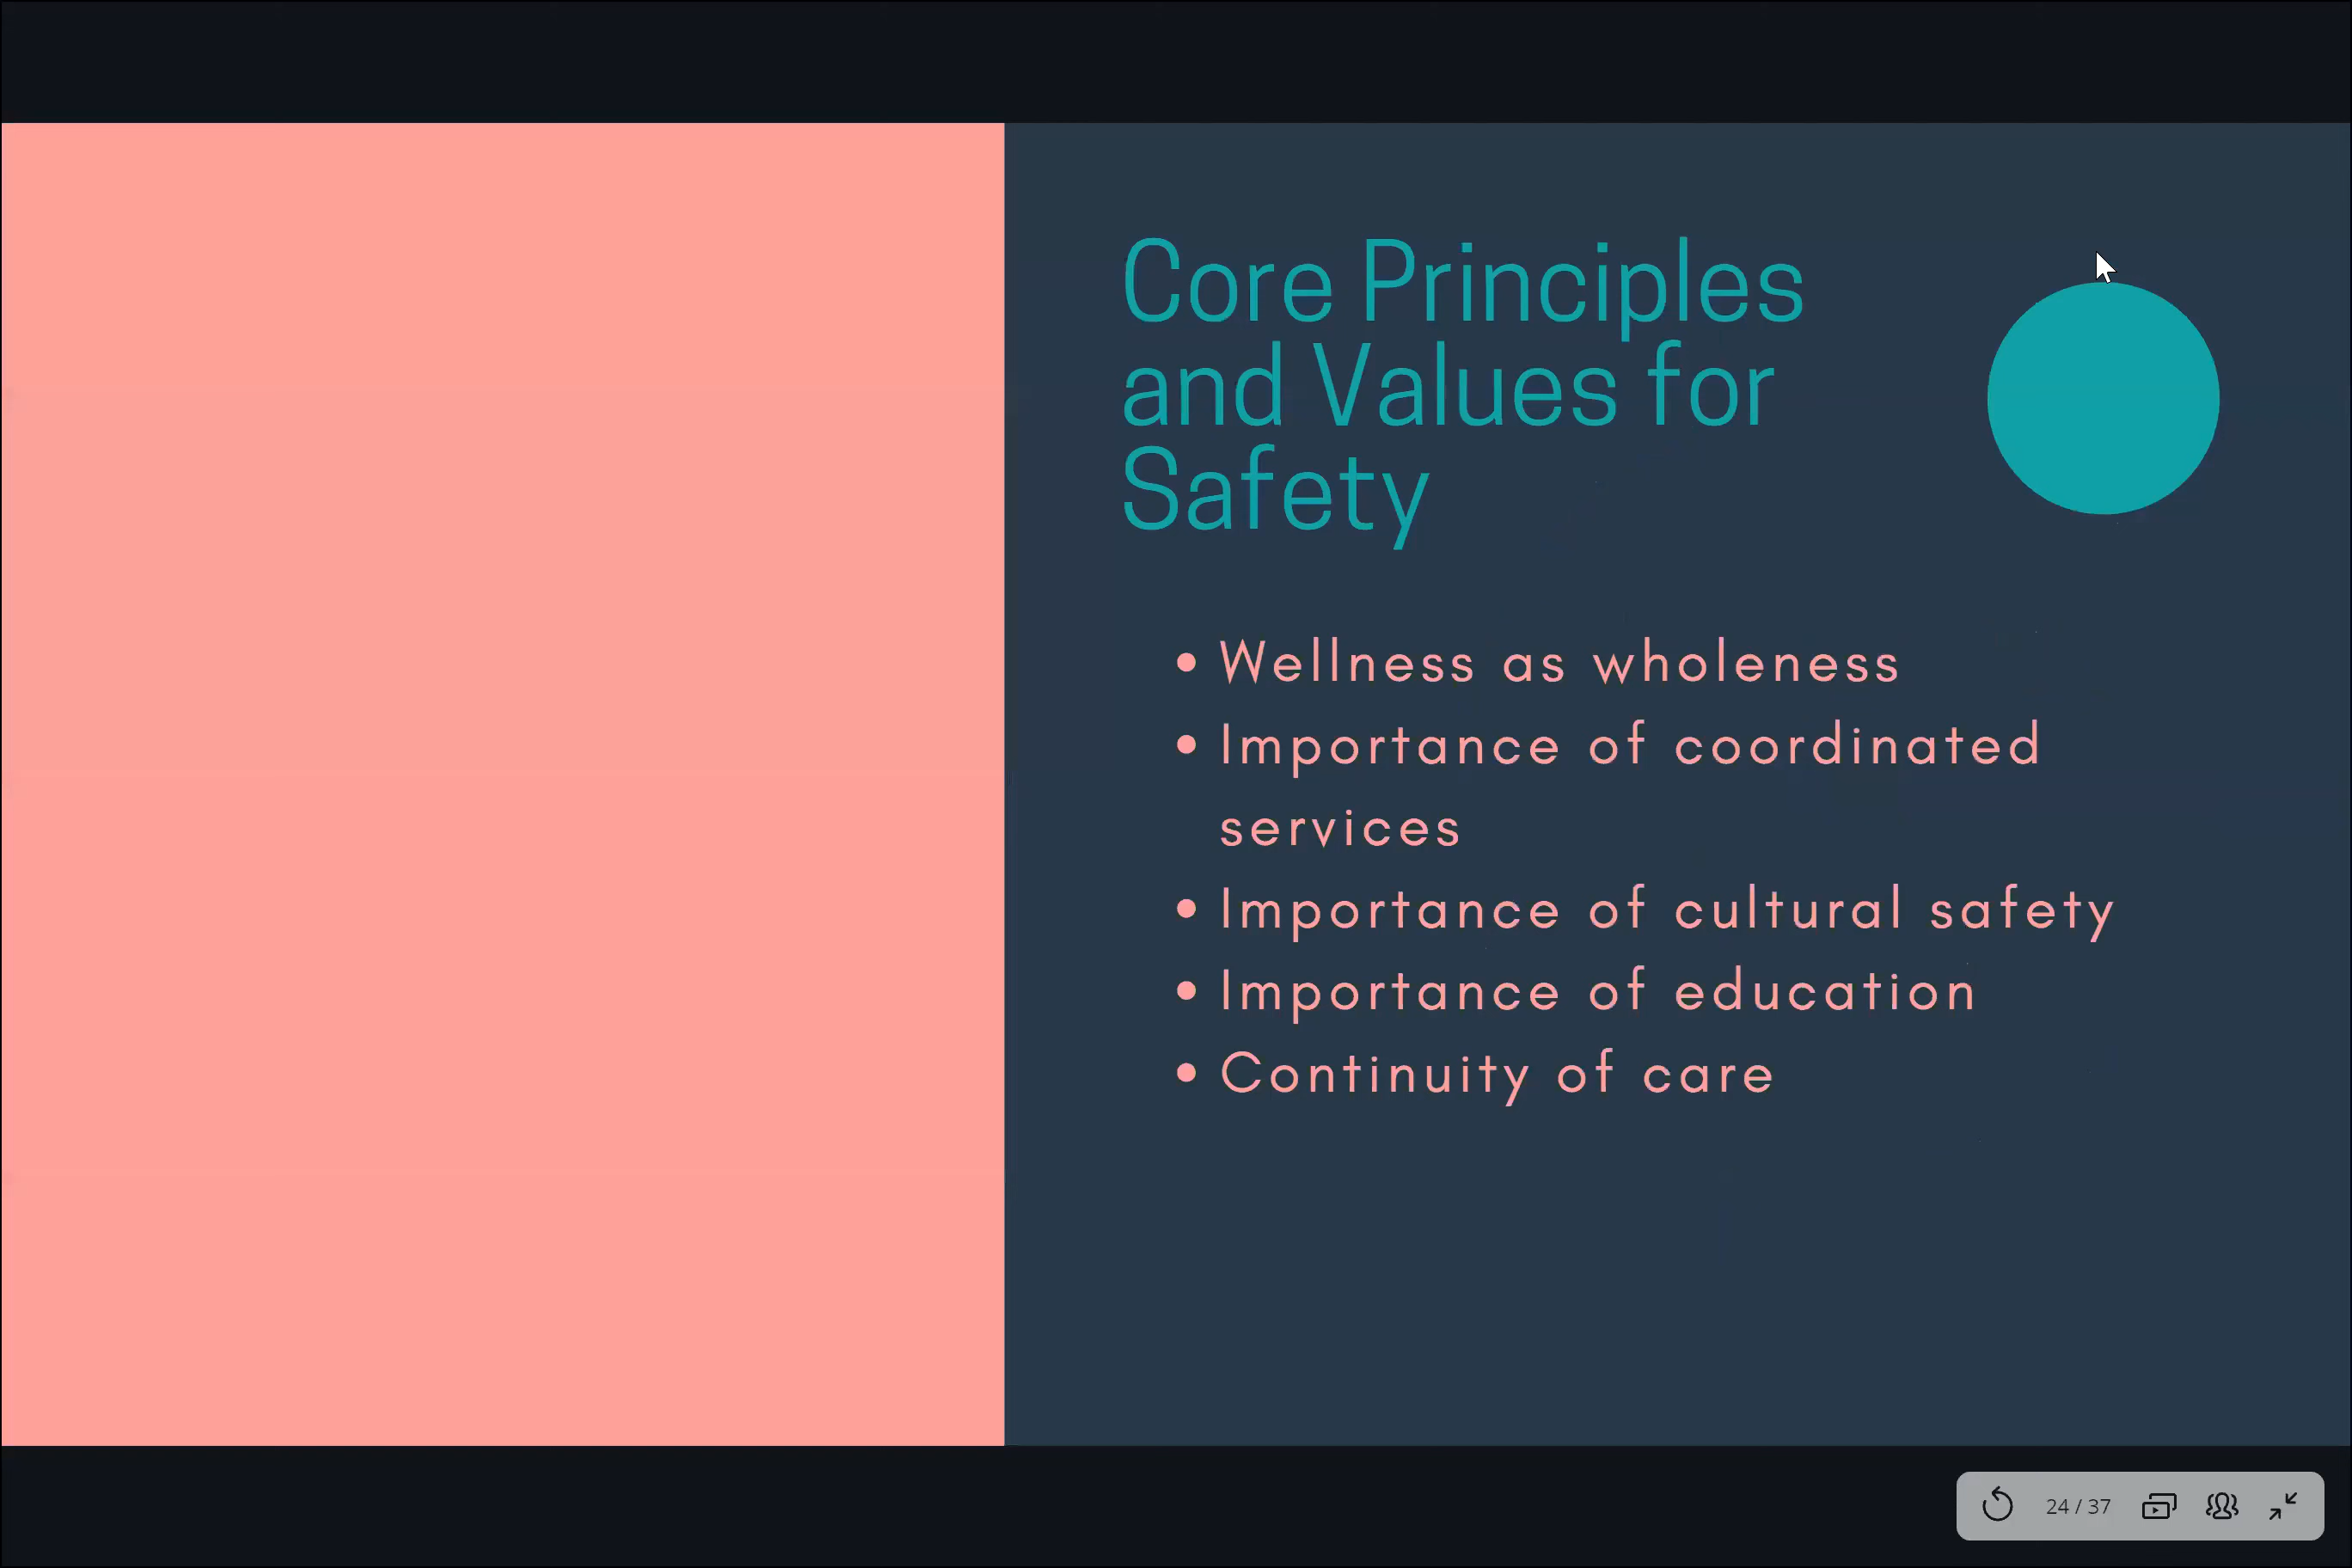 Core Principles
and Values for
Safety
• Wellness as wholeness
• Importance of coordinated
services
• Importance of cultural safety
• Importance of education
• Continuity of care
24 / 37